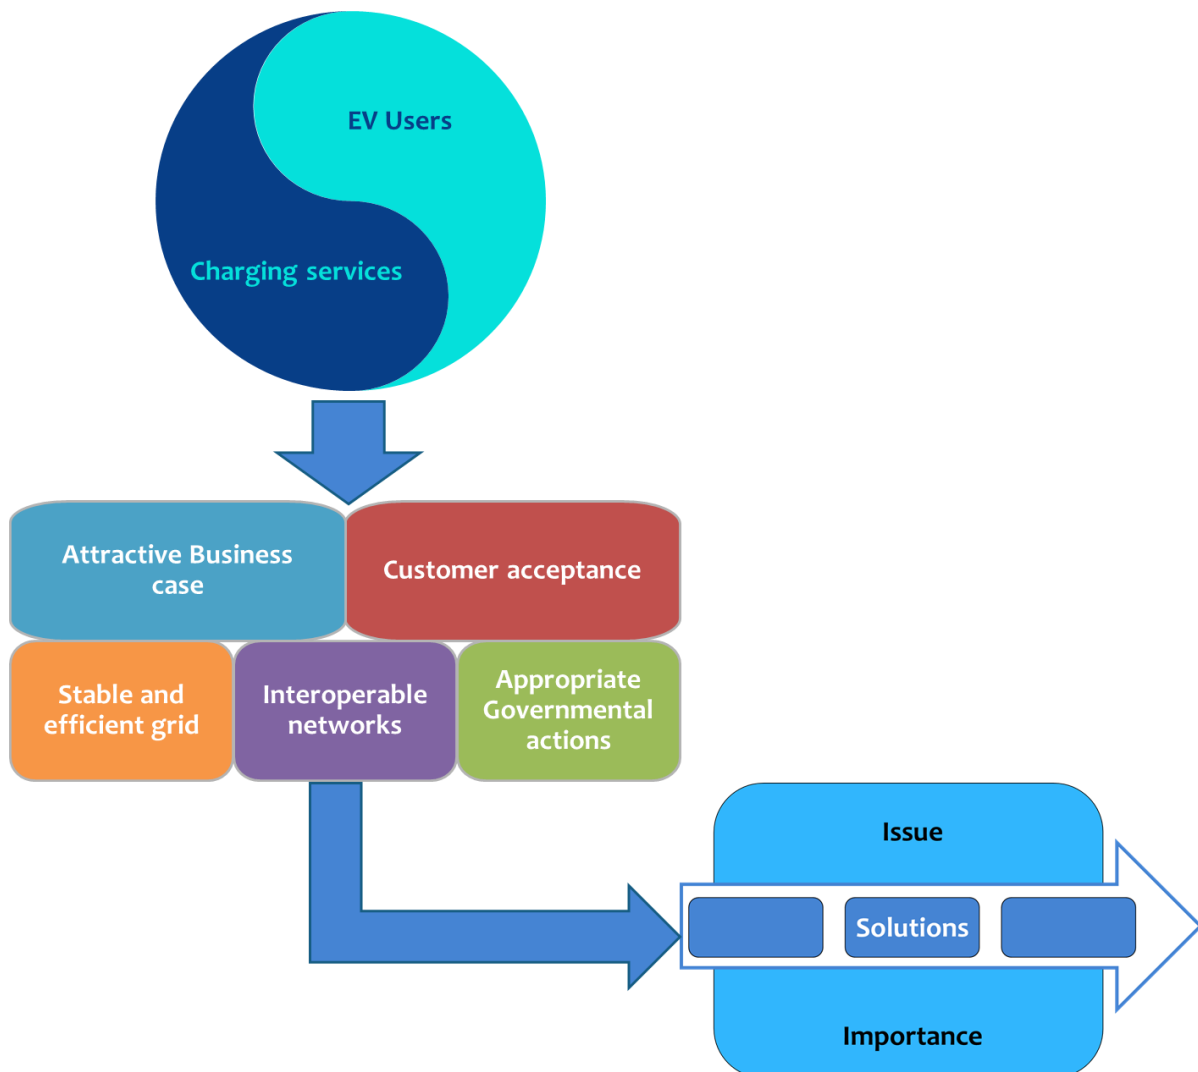 EV Users
Charging services
Attractive Business
case
Customer acceptance
Stable and
efficient grid
Interoperable
networks
Appropriate
Governmental
actions
Issue
Solutions
Importance